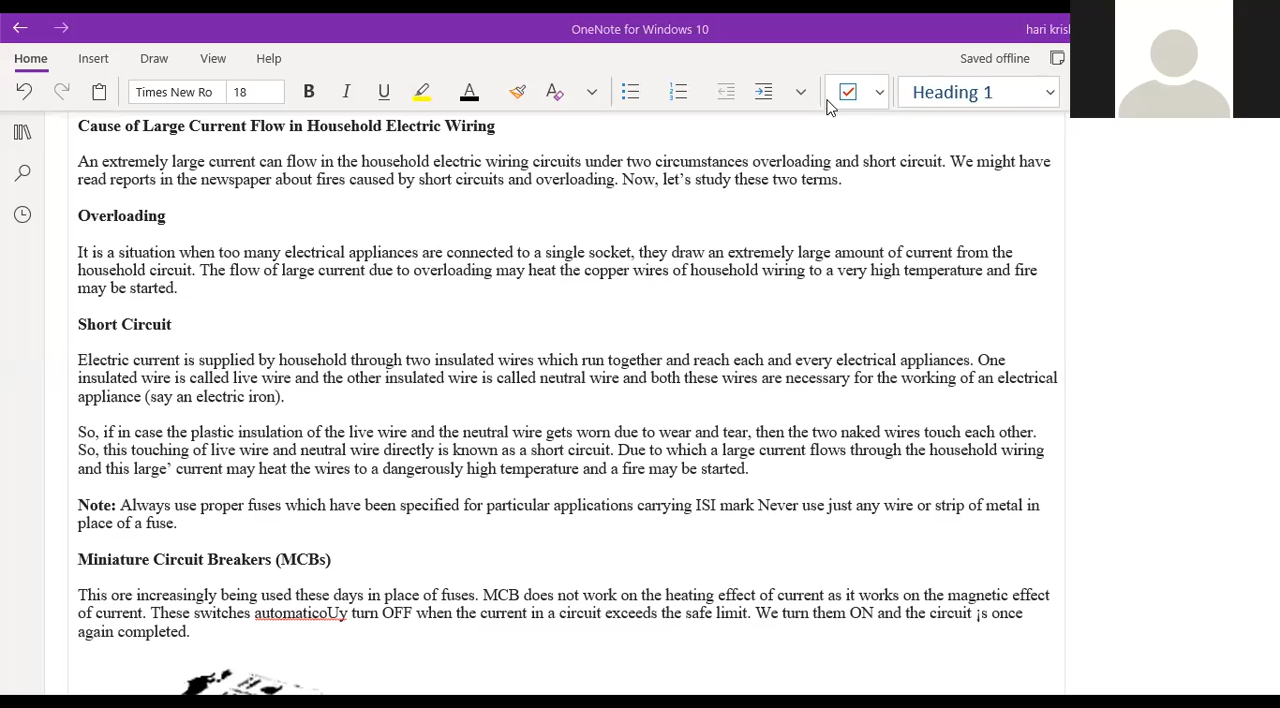 OneNote for Windows 10
hari krish
Home Insert Draw View Help Saved offline
Times New Ro 18 B I U A A Heading 1
Cause of Large Current Flow in Household Electric Wiring
An extremely large current can flow in the household electric wiring circuits under two circumstances overloading and short circuit. We might have
read reports in the newspaper about fires caused by short circuits and overloading. Now, let’s study these two terms.
Overloading
It is a situation when too many electrical appliances are connected to a single socket, they draw an extremely large amount of current from the
household circuit. The flow of large current due to overloading may heat the copper wires of household wiring to a very high temperature and fire
may be started.
Short Circuit
Electric current is supplied by household through two insulated wires which run together and reach each and every electrical appliances. One
insulated wire is called live wire and the other insulated wire is called neutral wire and both these wires are necessary for the working of an electrical
appliance (say an electric iron).
So, if in case the plastic insulation of the live wire and the neutral wire gets worn due to wear and tear, then the two naked wires touch each other.
So, this touching of live wire and neutral wire directly is known as a short circuit. Due to which a large current flows through the household wiring
and this large’ current may heat the wires to a dangerously high temperature and a fire may be started.
Note: Always use proper fuses which have been specified for particular applications carrying ISI mark Never use just any wire or strip of metal in
place of a fuse.
Miniature Circuit Breakers (MCBs)
This ore increasingly being used these days in place of fuses. MCB does not work on the heating effect of current as it works on the magnetic effect
of current. These switches automaticoUy turn OFF when the current in a circuit exceeds the safe limit. We turn them ON and the circuit ¡s once
again completed.